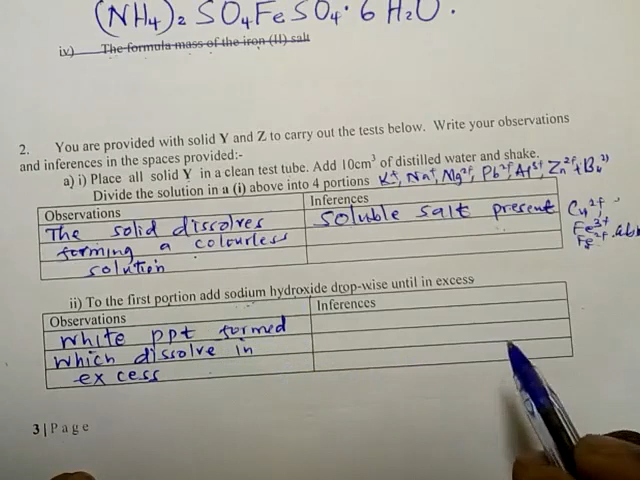 (NH4)2 SO4FeSO4·6H2O.
iv) The formula mass of the iron (II) salt
2. You are provided with solid Y and Z to carry out the tests below. Write your observations
and inferences in the spaces provided:-
a) i) Place all solid Y in a clean test tube. Add 10cm³ of distilled water and shake.
Divide the solution in a (i) above into 4 portions K+, Na+, Mg2+, Pb2+, Al3+, Zn2+
Observations Inferences
The solid dissolves soluble salt present Cu2+
forming a colourless Fe3+
solution Fe2+
ii) To the first portion add sodium hydroxide drop-wise until in excess
Observations Inferences
white ppt formed
which dissolve in
excess
3 | Page